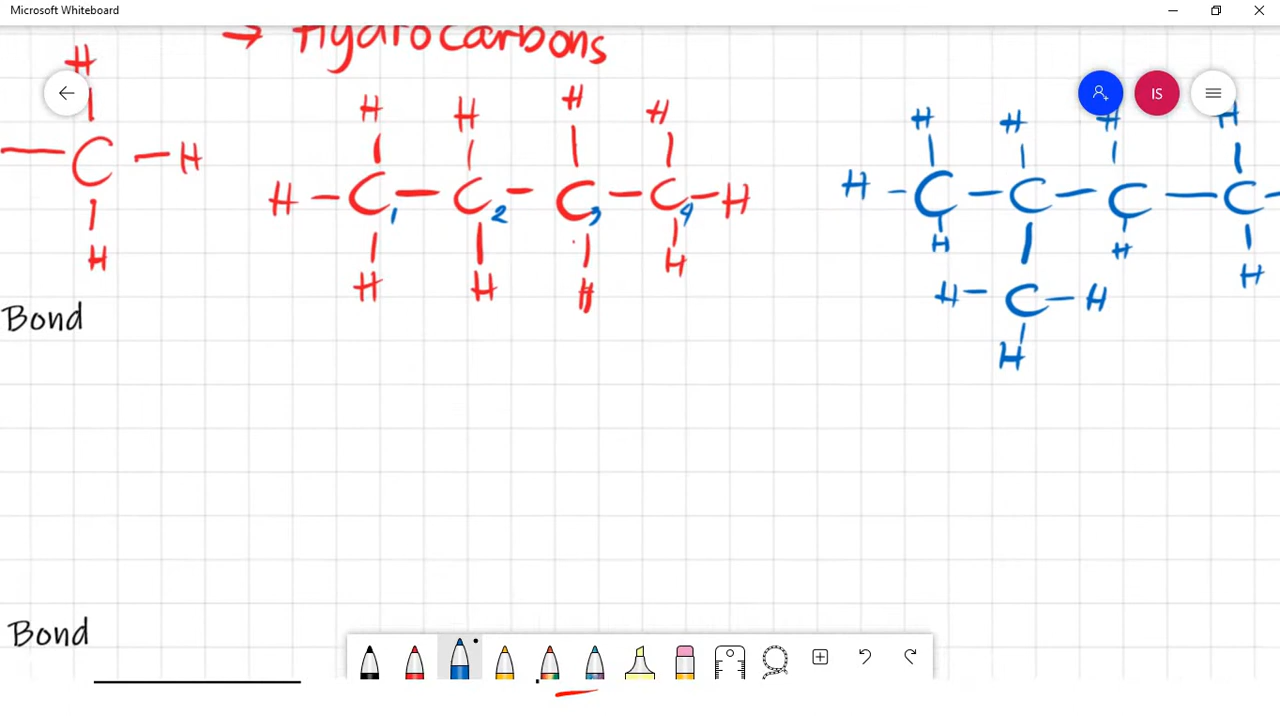 Microsoft Whiteboard
→ Hydrocarbons
IS
H H H H H H H H H
— C — H H — C1 — C2 — C3 — C4 — H H — C — C — C — C —
H H H H H H H H
H — C — H
H
Bond
Bond